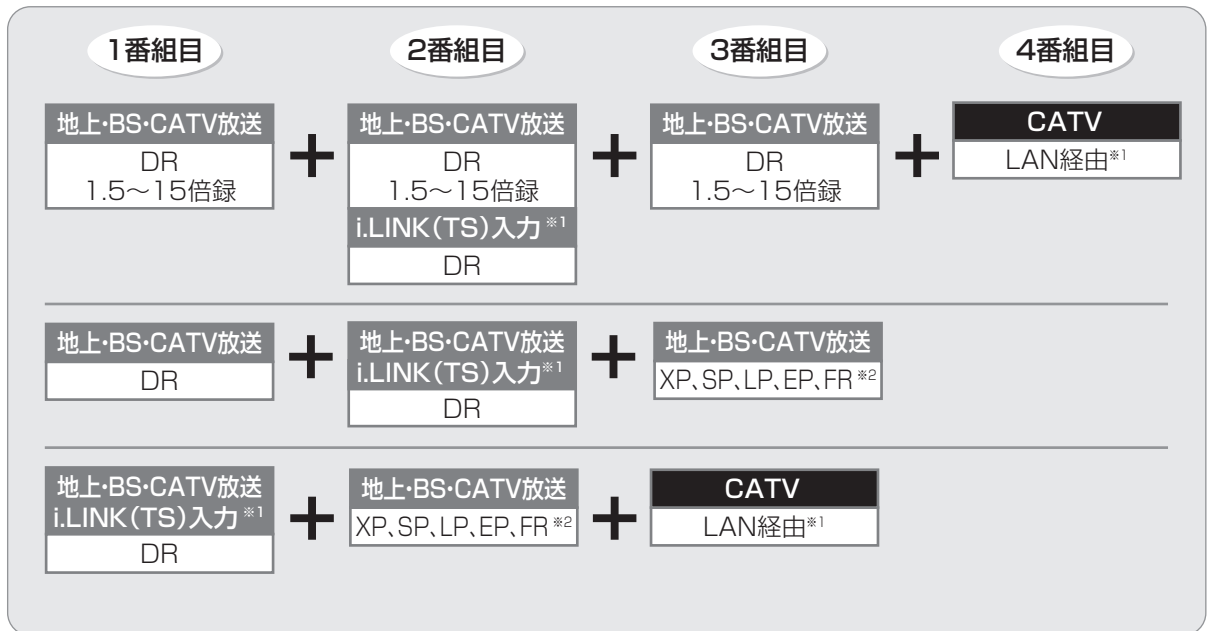 1番組目
2番組目
3番組目
4番組目
地上・BS・CATV放送
DR
1.5～15倍録
+
地上・BS・CATV放送
DR
1.5～15倍録
i.LINK(TS)入力※1
DR
+
地上・BS・CATV放送
DR
1.5～15倍録
+
CATV
LAN経由※1
地上・BS・CATV放送
DR
+
地上・BS・CATV放送
i.LINK(TS)入力※1
DR
+
地上・BS・CATV放送
XP、SP、LP、EP、FR※2
地上・BS・CATV放送
i.LINK(TS)入力※1
DR
+
地上・BS・CATV放送
XP、SP、LP、EP、FR※2
+
CATV
LAN経由※1